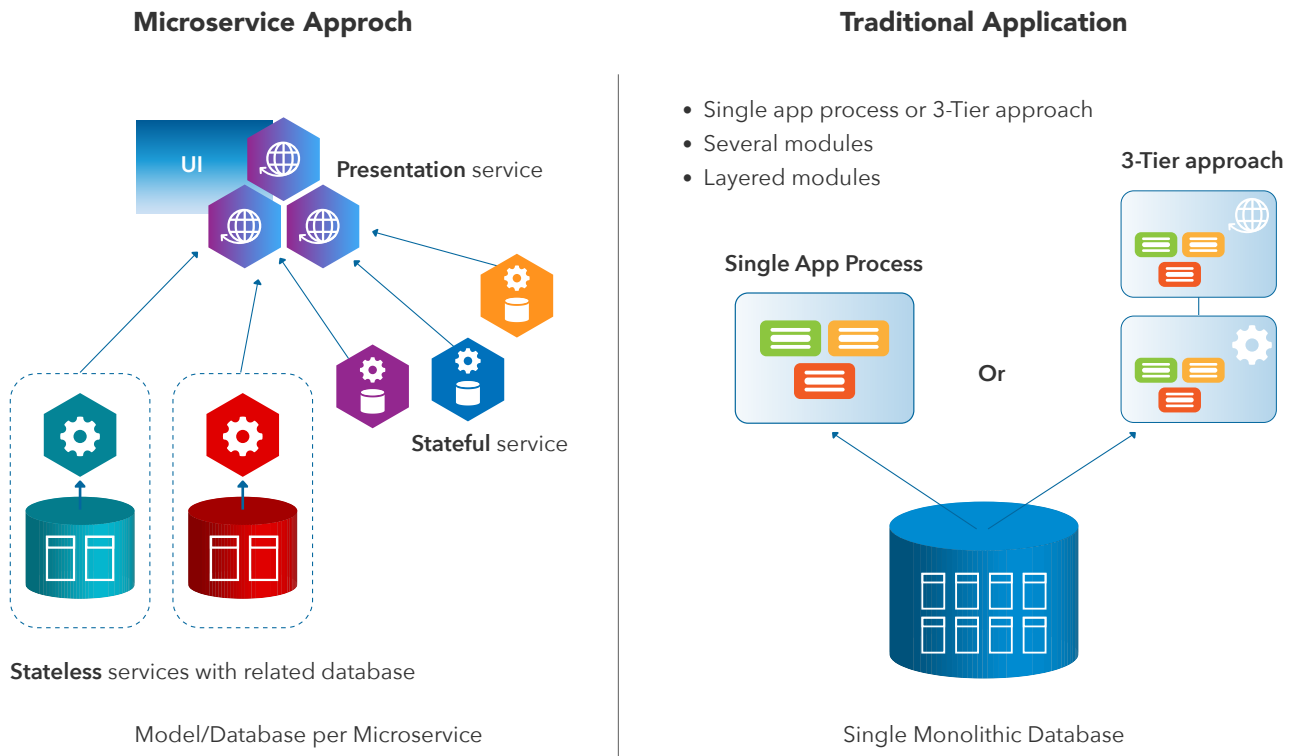 Microservice Approch
UI
Presentation service
Stateful service
Stateless services with related database
Model/Database per Microservice
Traditional Application
• Single app process or 3-Tier approach
• Several modules
• Layered modules
3-Tier approach
Single App Process
Or
Single Monolithic Database